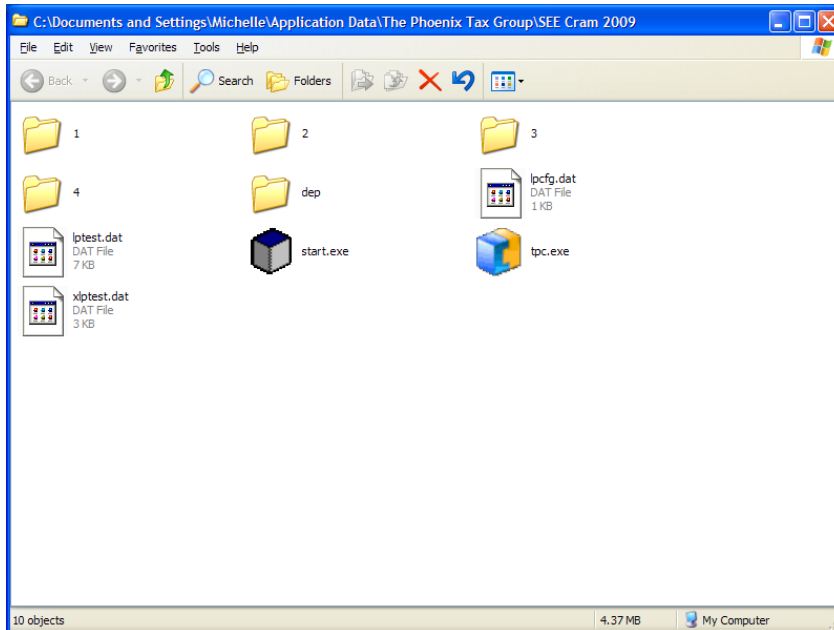 C:\Documents and Settings\Michelle\Application Data\The Phoenix Tax Group\SEE Cram 2009
File Edit View Favorites Tools Help
Back Search Folders
1 2 3
4 dep lpcfg.dat
DAT File
1 KB
lptest.dat
DAT File
7 KB
start.exe tpc.exe
xlptest.dat
DAT File
3 KB
10 objects 4.37 MB My Computer